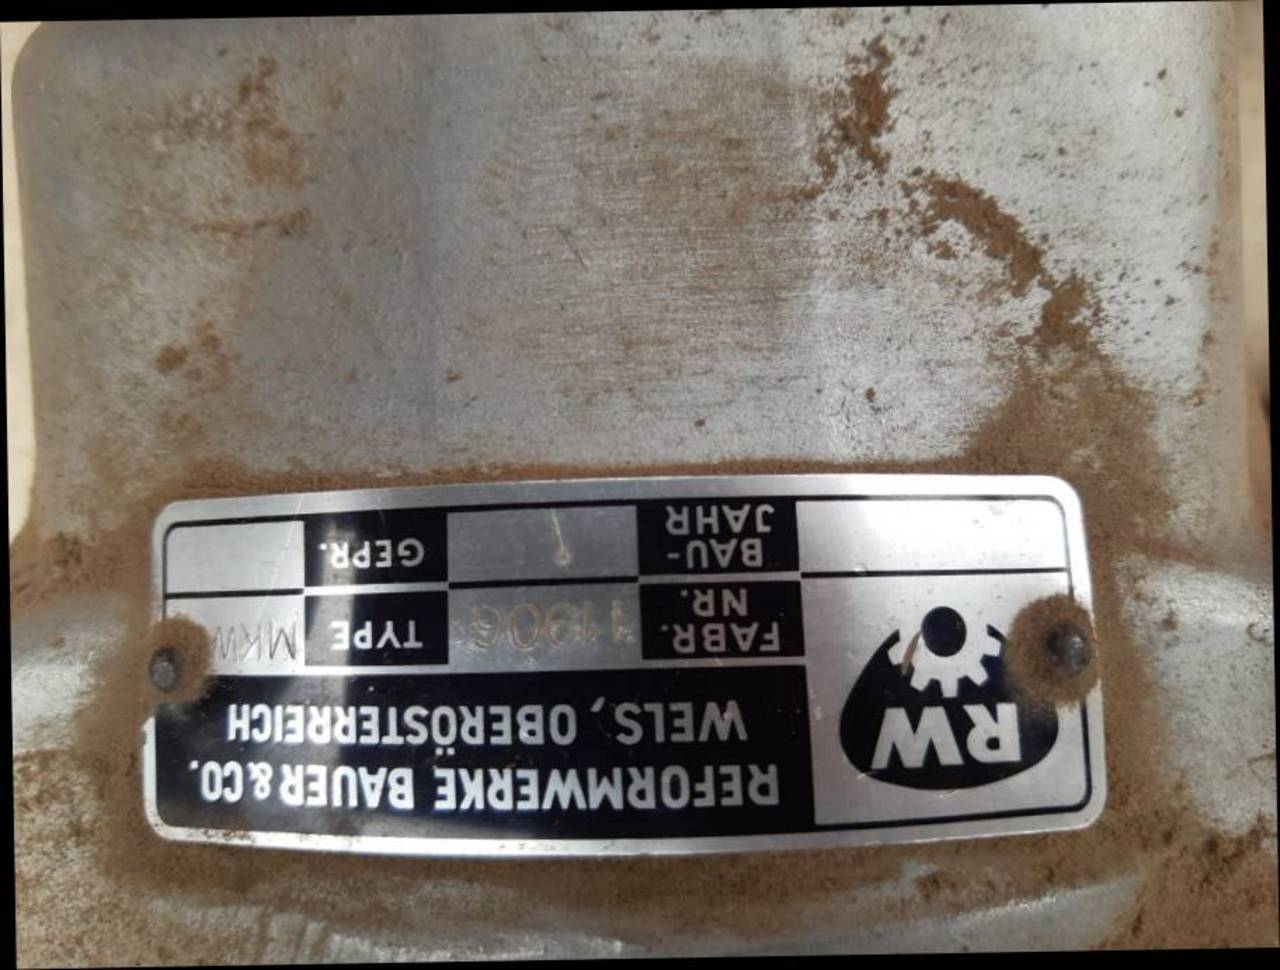 RW
REFORMWERKE BAUER & CO.
WELS, OBERÖSTERREICH
FABR.
NR.
TYPE MKW
BAU-
JAHR
GEPR.